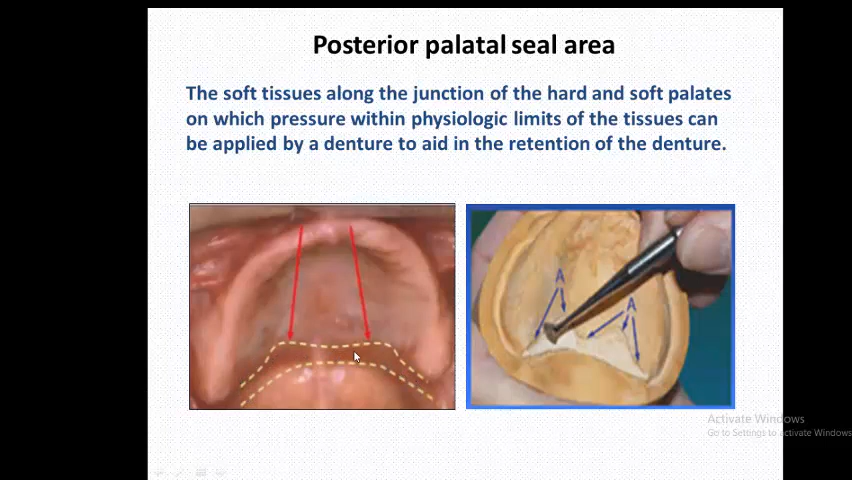 Posterior palatal seal area
The soft tissues along the junction of the hard and soft palates
on which pressure within physiologic limits of the tissues can
be applied by a denture to aid in the retention of the denture.
A
A
Activate Windows
Go to Settings to activate Windows